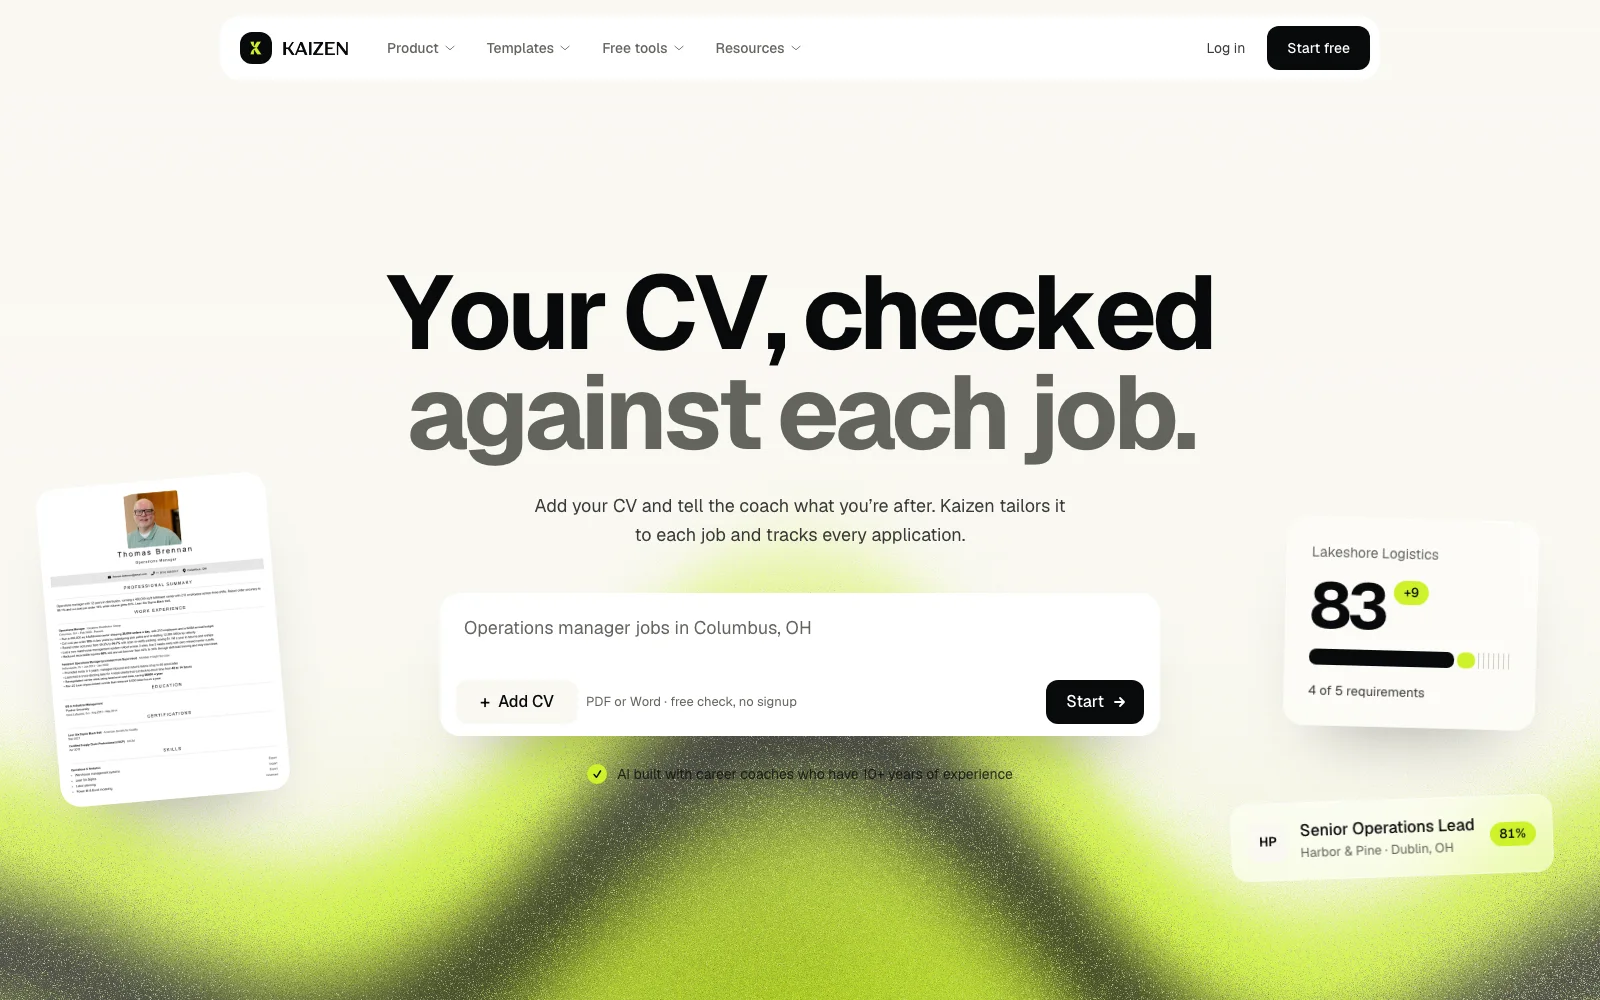 KAIZEN
Product
Templates
Free tools
Resources
Log in
Start free
Your CV, checked
against each job.
Add your CV and tell the coach what you’re after. Kaizen tailors it
to each job and tracks every application.
Operations manager jobs in Columbus, OH
+ Add CV
PDF or Word · free check, no signup
Start →
AI built with career coaches who have 10+ years of experience
Thomas Brennan
Operations Manager
PROFESSIONAL SUMMARY
WORK EXPERIENCE
EDUCATION
CERTIFICATIONS
SKILLS
Lakeshore Logistics
83 +9
4 of 5 requirements
HP
Senior Operations Lead
Harbor & Pine · Dublin, OH
81%